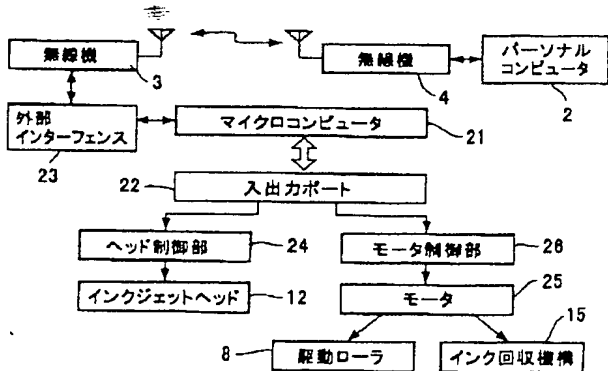 無線機
3
無線機
4
パーソナル
コンピュータ
2
外部
インターフェンス
23
マイクロコンピュータ
21
22
入出力ポート
ヘッド制御部
24
モータ制御部
26
インクジェットヘッド
12
モータ
25
8
駆動ローラ
インク回収機構
15